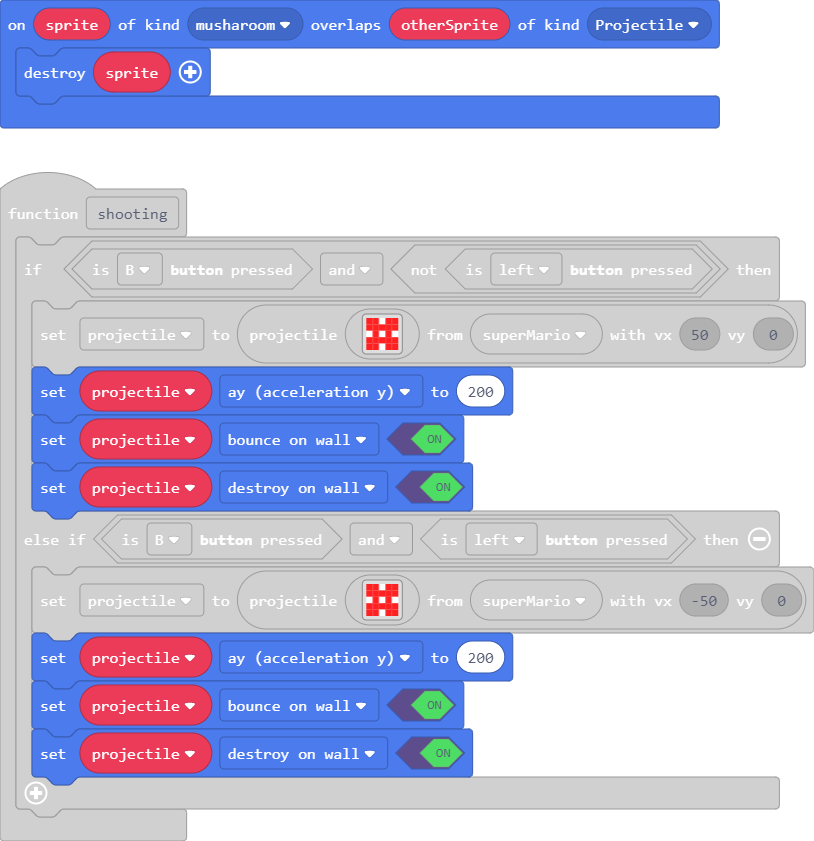 on sprite of kind musharoom overlaps otherSprite of kind Projectile
destroy sprite
function shooting
if is B button pressed and not is left button pressed then
set projectile to projectile from superMario with vx 50 vy 0
set projectile ay (acceleration y) to 200
set projectile bounce on wall ON
set projectile destroy on wall ON
else if is B button pressed and is left button pressed then
set projectile to projectile from superMario with vx -50 vy 0
set projectile ay (acceleration y) to 200
set projectile bounce on wall ON
set projectile destroy on wall ON